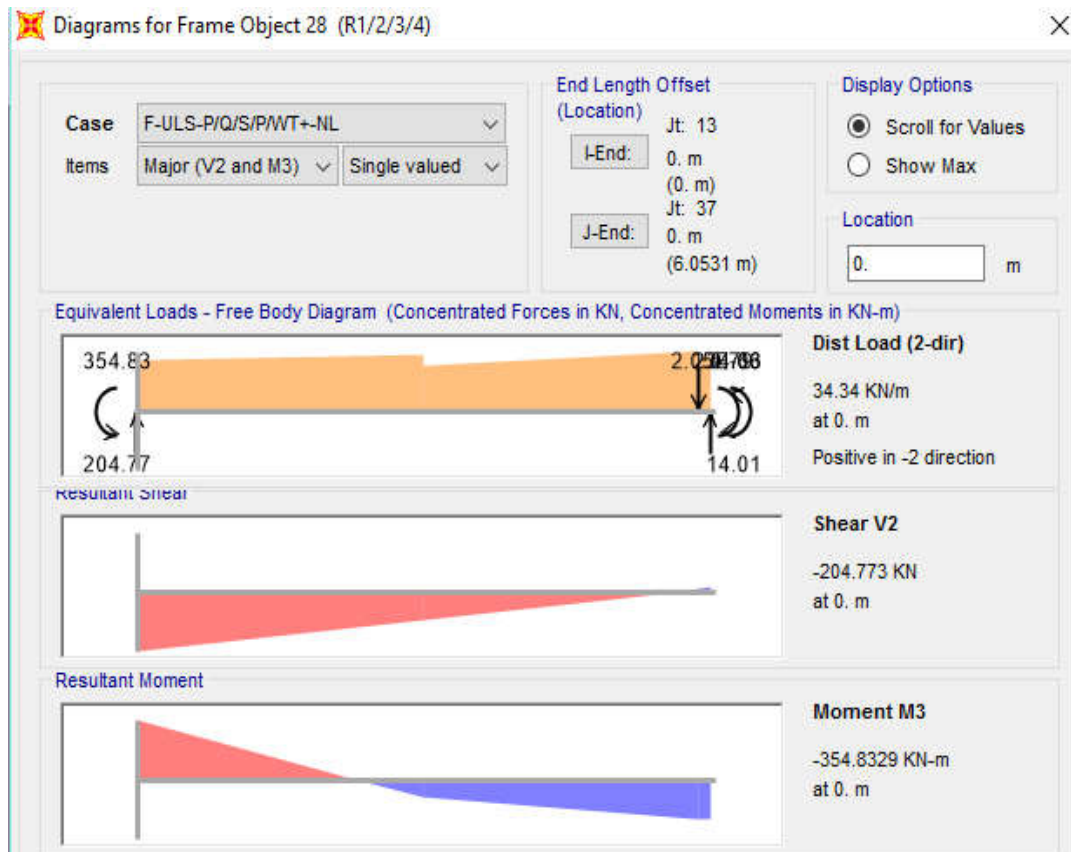 Diagrams for Frame Object 28 (R1/2/3/4)
Case F-ULS-P/Q/S/P/WT+-NL
Items Major (V2 and M3) Single valued
End Length Offset
(Location)
I-End:
Jt: 13
0. m
(0. m)
J-End:
Jt: 37
0. m
(6.0531 m)
Display Options
Scroll for Values
Show Max
Location
0. m
Equivalent Loads - Free Body Diagram (Concentrated Forces in KN, Concentrated Moments in KN-m)
354.83
204.77
14.01
Dist Load (2-dir)
34.34 KN/m
at 0. m
Positive in -2 direction
Resultant Shear
Shear V2
-204.773 KN
at 0. m
Resultant Moment
Moment M3
-354.8329 KN-m
at 0. m